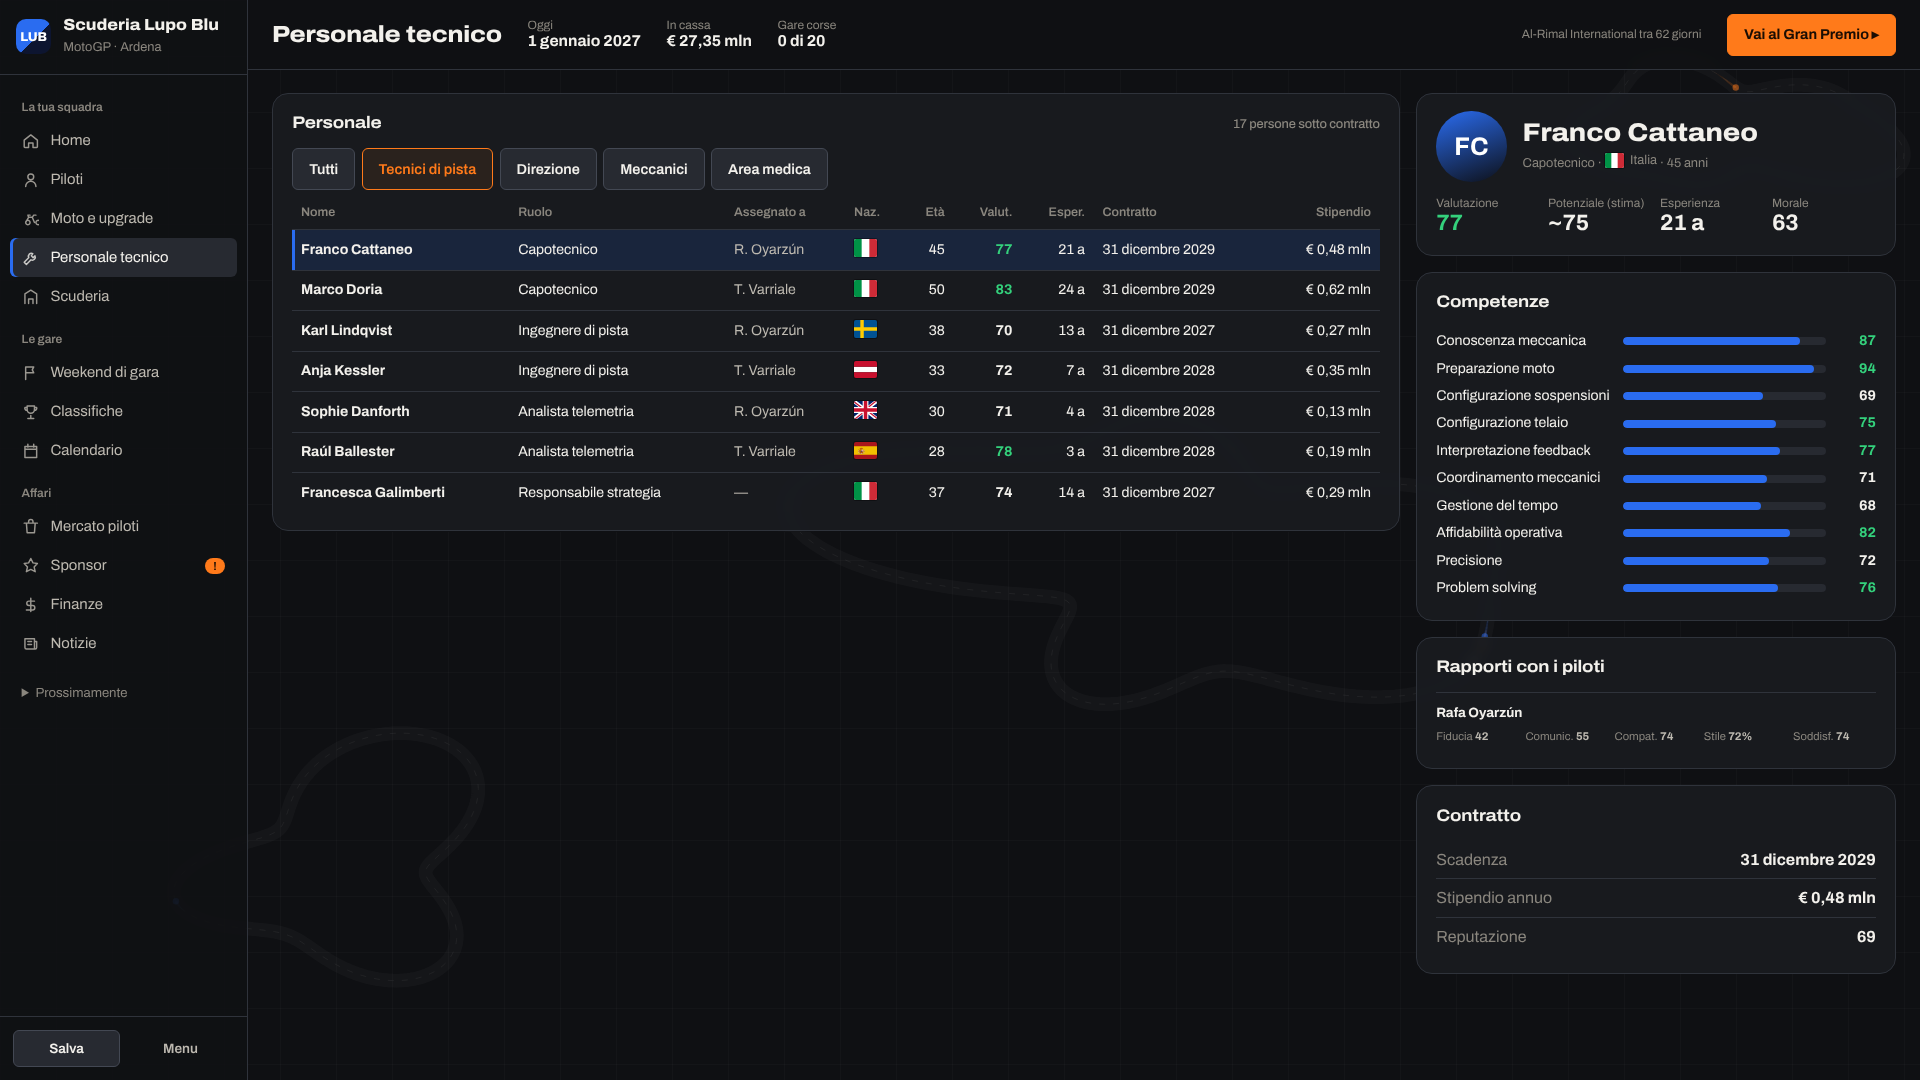 LUB
Scuderia Lupo Blu
MotoGP · Ardena
La tua squadra
Home
Piloti
Moto e upgrade
Personale tecnico
Scuderia
Le gare
Weekend di gara
Classifiche
Calendario
Affari
Mercato piloti
Sponsor !
Finanze
Notizie
▶ Prossimamente
Salva Menu
Personale tecnico
Oggi
1 gennaio 2027
In cassa
€ 27,35 mln
Gare corse
0 di 20
Al-Rimal International tra 62 giorni
Vai al Gran Premio ▸
Personale
17 persone sotto contratto
Tutti Tecnici di pista Direzione Meccanici Area medica
Nome Ruolo Assegnato a Naz. Età Valut. Esper. Contratto Stipendio
Franco Cattaneo Capotecnico R. Oyarzún 45 77 21 a 31 dicembre 2029 € 0,48 mln
Marco Doria Capotecnico T. Varriale 50 83 24 a 31 dicembre 2029 € 0,62 mln
Karl Lindqvist Ingegnere di pista R. Oyarzún 38 70 13 a 31 dicembre 2027 € 0,27 mln
Anja Kessler Ingegnere di pista T. Varriale 33 72 7 a 31 dicembre 2028 € 0,35 mln
Sophie Danforth Analista telemetria R. Oyarzún 30 71 4 a 31 dicembre 2028 € 0,13 mln
Raúl Ballester Analista telemetria T. Varriale 28 78 3 a 31 dicembre 2028 € 0,19 mln
Francesca Galimberti Responsabile strategia — 37 74 14 a 31 dicembre 2027 € 0,29 mln
FC
Franco Cattaneo
Capotecnico · Italia · 45 anni
Valutazione Potenziale (stima) Esperienza Morale
77 ~75 21 a 63
Competenze
Conoscenza meccanica 87
Preparazione moto 94
Configurazione sospensioni 69
Configurazione telaio 75
Interpretazione feedback 77
Coordinamento meccanici 71
Gestione del tempo 68
Affidabilità operativa 82
Precisione 72
Problem solving 76
Rapporti con i piloti
Rafa Oyarzún
Fiducia 42 Comunic. 55 Compat. 74 Stile 72% Soddisf. 74
Contratto
Scadenza 31 dicembre 2029
Stipendio annuo € 0,48 mln
Reputazione 69